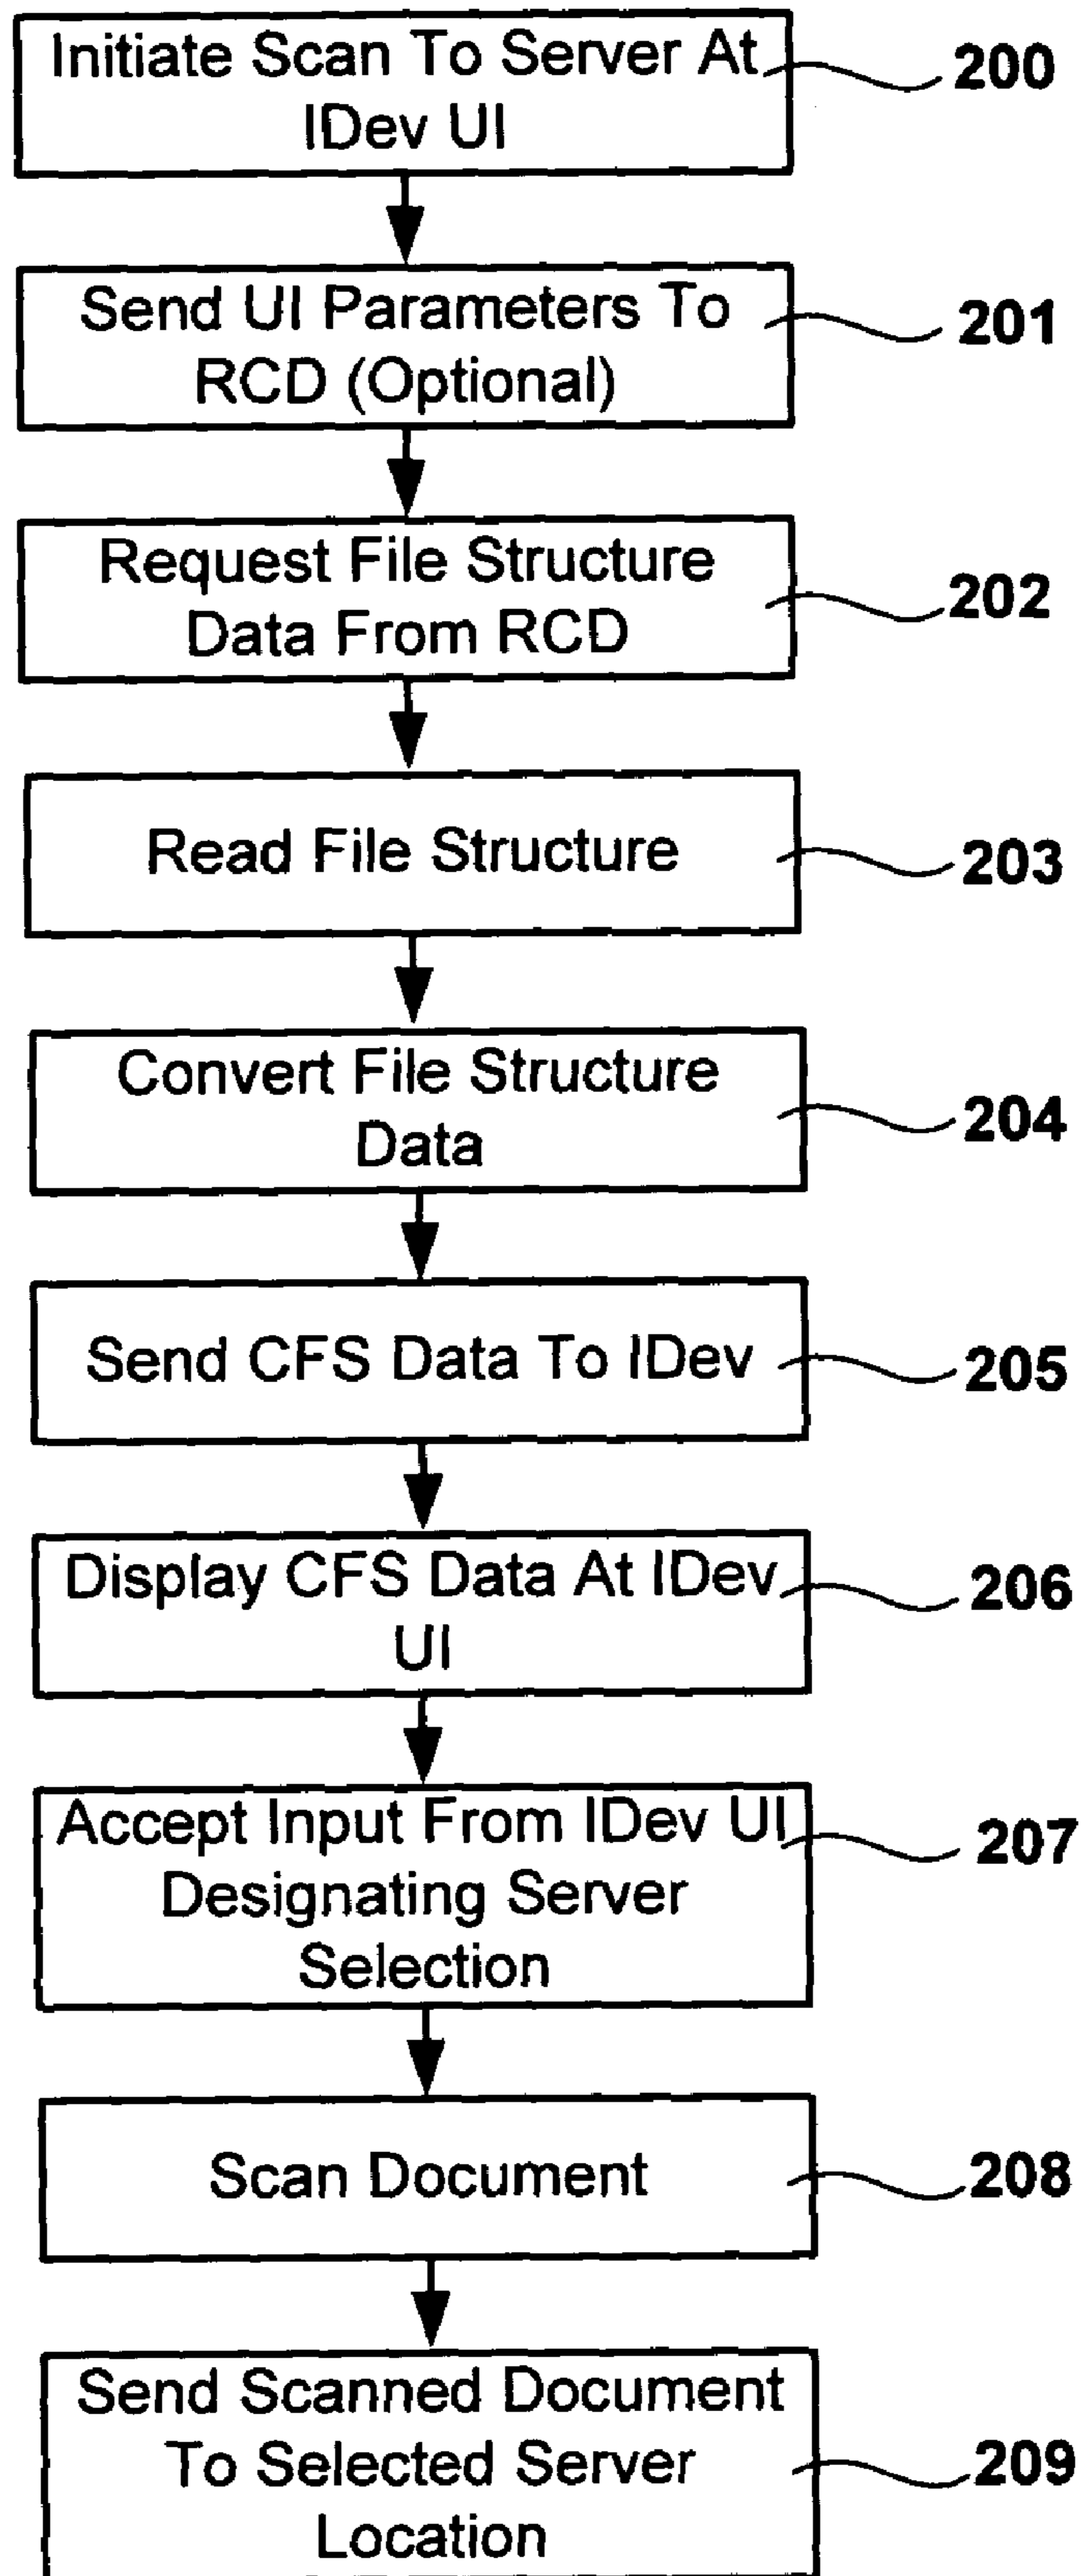 Initiate Scan To Server At
IDev UI
200
Send UI Parameters To
RCD (Optional)
201
Request File Structure
Data From RCD
202
Read File Structure
203
Convert File Structure
Data
204
Send CFS Data To IDev
205
Display CFS Data At IDev
UI
206
Accept Input From IDev UI
Designating Server
Selection
207
Scan Document
208
Send Scanned Document
To Selected Server
Location
209